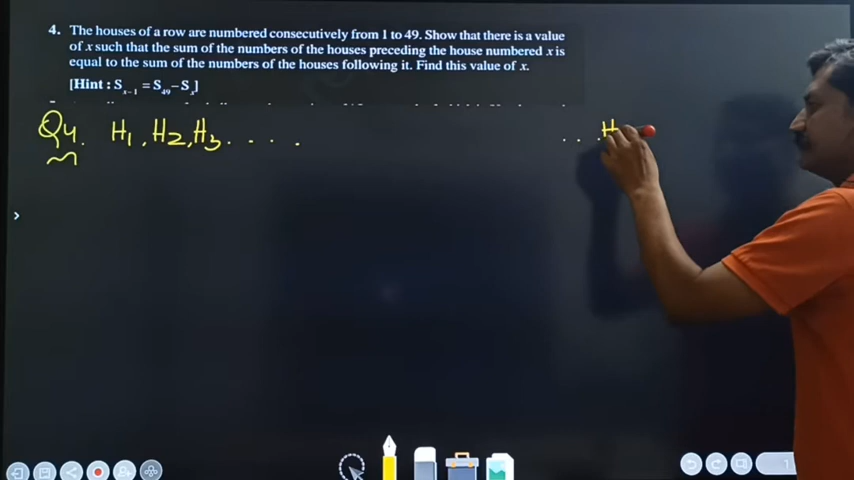 4. The houses of a row are numbered consecutively from 1 to 49. Show that there is a value
of x such that the sum of the numbers of the houses preceding the house numbered x is
equal to the sum of the numbers of the houses following it. Find this value of x.
[Hint : Sₓ₋₁ = S₄₉ – Sₓ]
Q4. H₁, H₂, H₃ . . . . . . . H
1